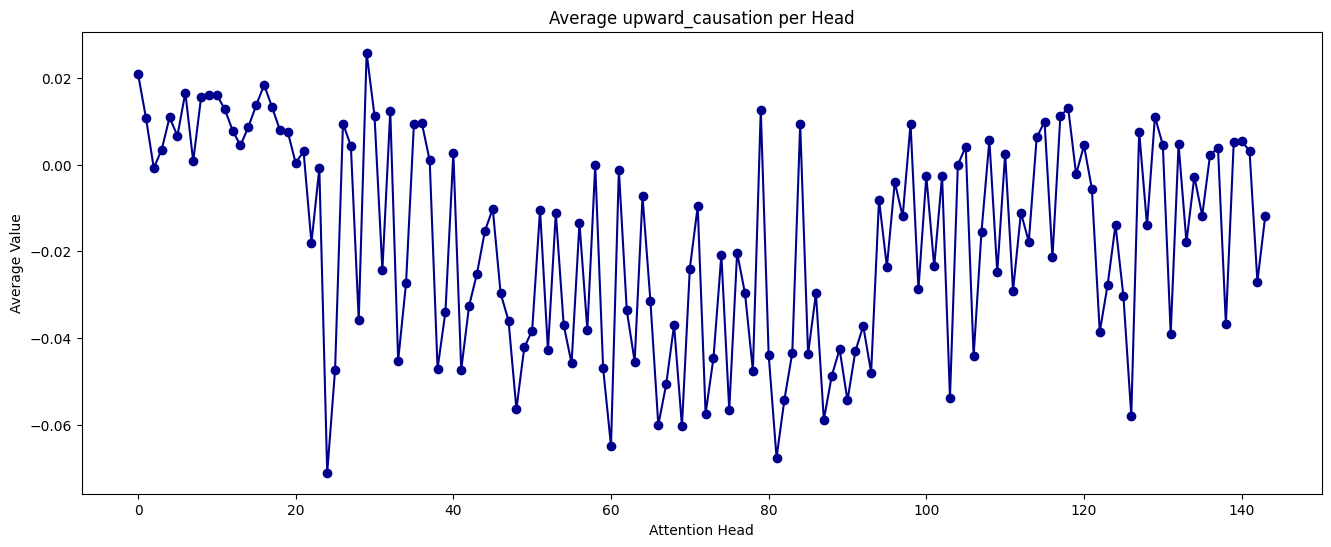 Average upward_causation per Head
Average Value
0.02
0.00
−0.02
−0.04
−0.06
0 20 40 60 80 100 120 140
Attention Head